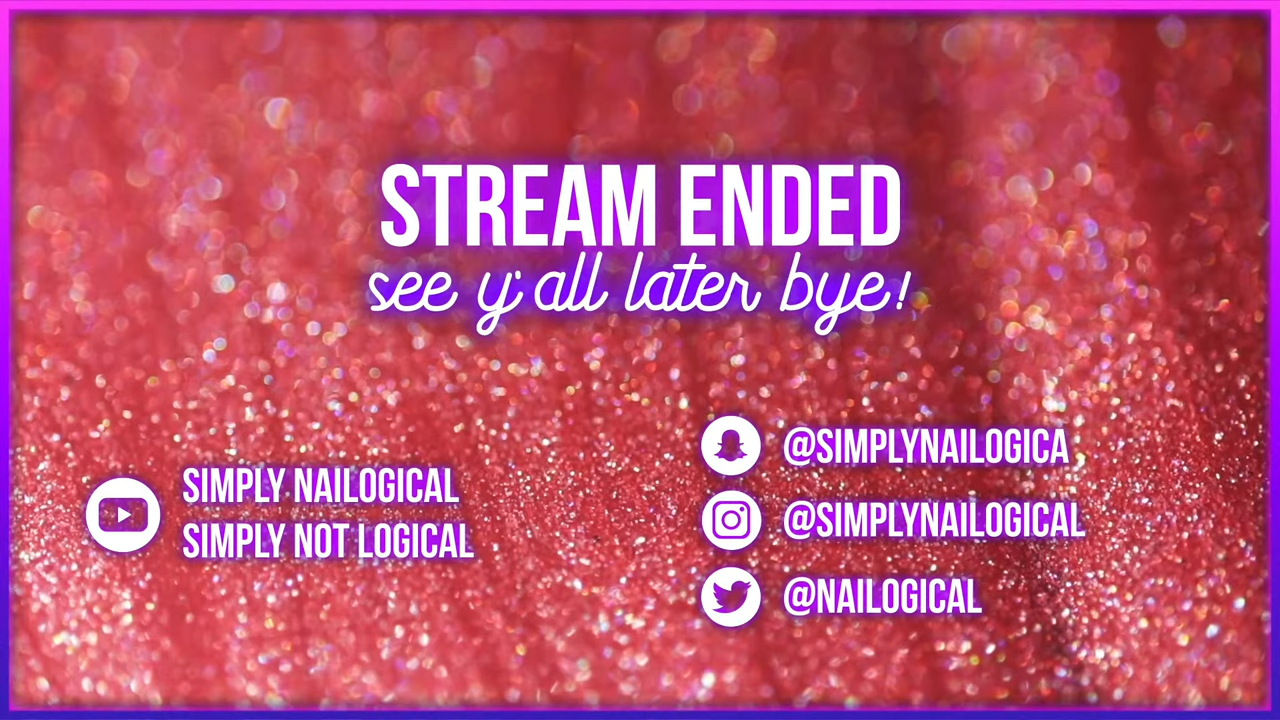 STREAM ENDED
see y'all later bye!
SIMPLY NAILOGICAL
SIMPLY NOT LOGICAL
@SIMPLYNAILOGICA
@SIMPLYNAILOGICAL
@NAILOGICAL